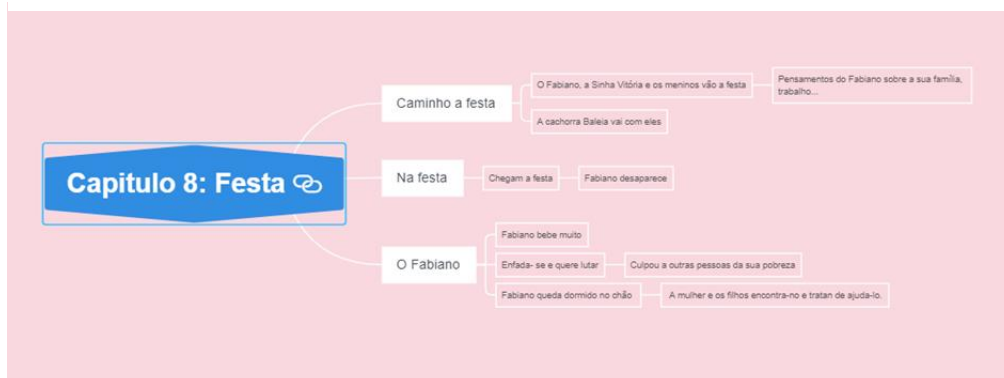 Capitulo 8: Festa
Caminho a festa
O Fabiano, a Sinha Vitória e os meninos vão a festa
Pensamentos do Fabiano sobre a sua família,
trabalho...
A cachorra Baleia vai com eles
Na festa
Chegam a festa
Fabiano desaparece
O Fabiano
Fabiano bebe muito
Enfada- se e quere lutar
Culpou a outras pessoas da sua pobreza
Fabiano queda dormido no chão
A mulher e os filhos encontra-no e tratan de ajuda-lo.